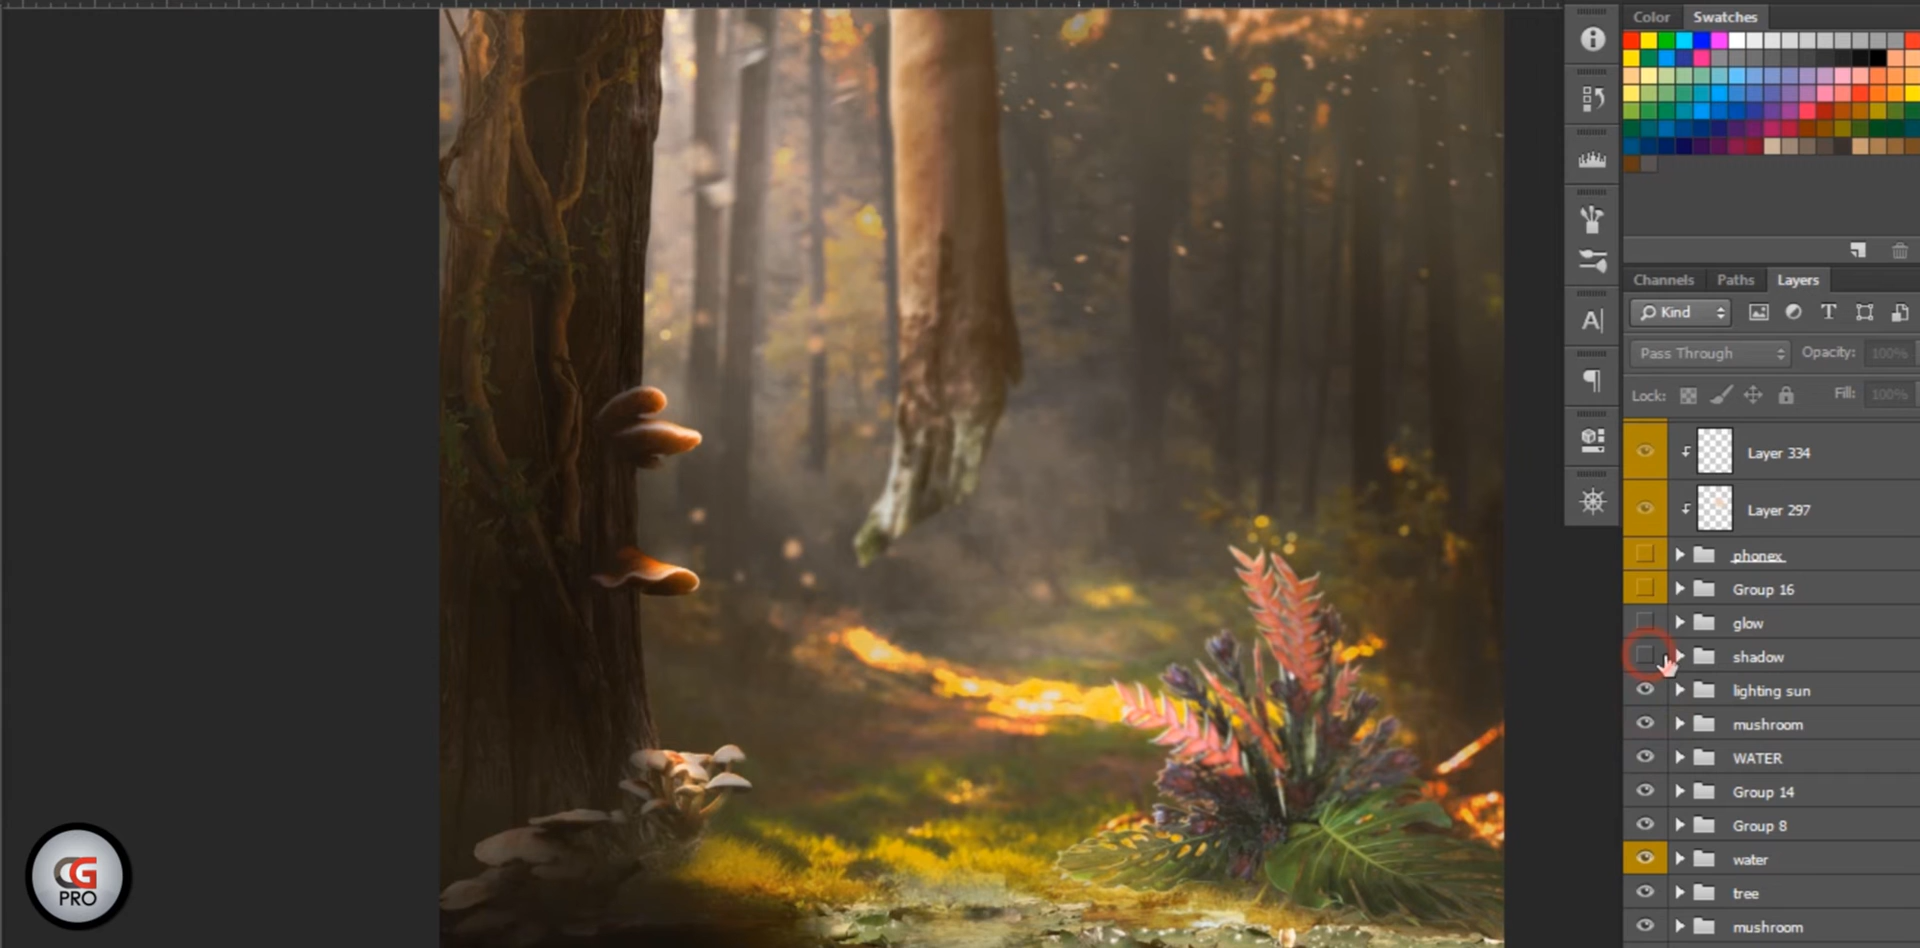 Color Swatches
Channels Paths Layers
Kind T
Pass Through Opacity: 100%
Lock: Fill: 100%
A
Layer 334
Layer 297
phonex
Group 16
glow
shadow
lighting sun
mushroom
WATER
Group 14
Group 8
water
tree
mushroom
CG
PRO